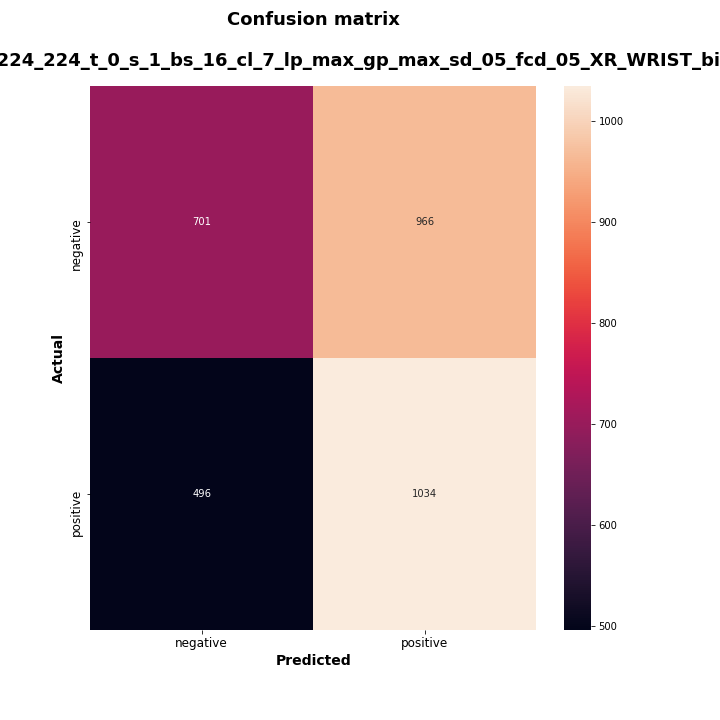 Confusion matrix
224_224_t_0_s_1_bs_16_cl_7_lp_max_gp_max_sd_05_fcd_05_XR_WRIST_bi
1000
negative
701
966
900
800
Actual
700
positive
496
1034
600
500
negative
positive
Predicted